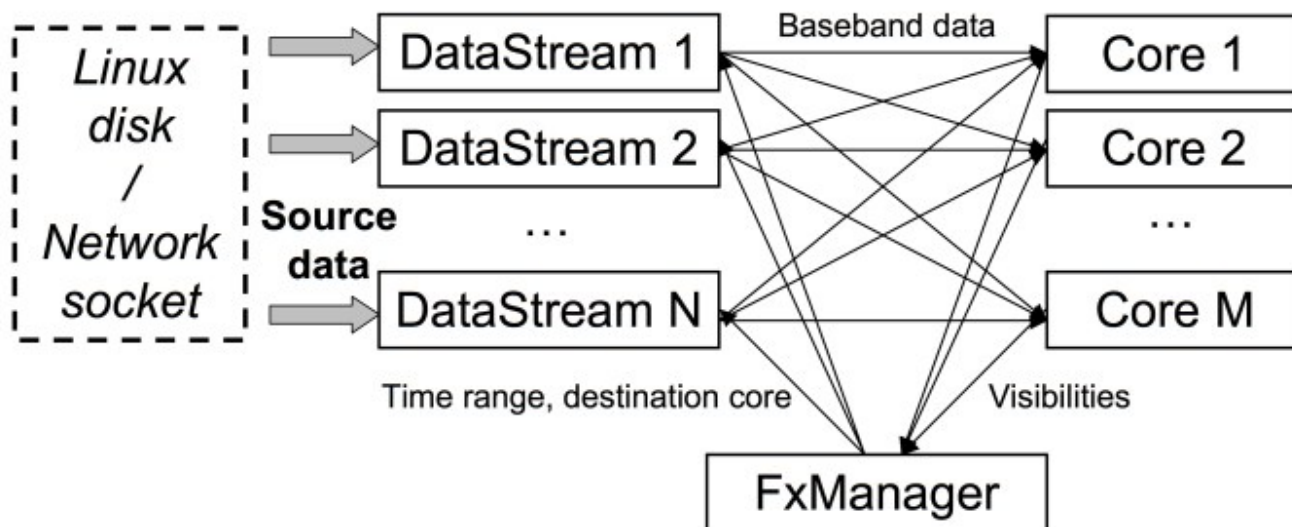 Linux
disk
/
Network
socket
Source
data
DataStream 1
DataStream 2
...
DataStream N
Baseband data
Core 1
Core 2
...
Core M
Time range, destination core
Visibilities
FxManager